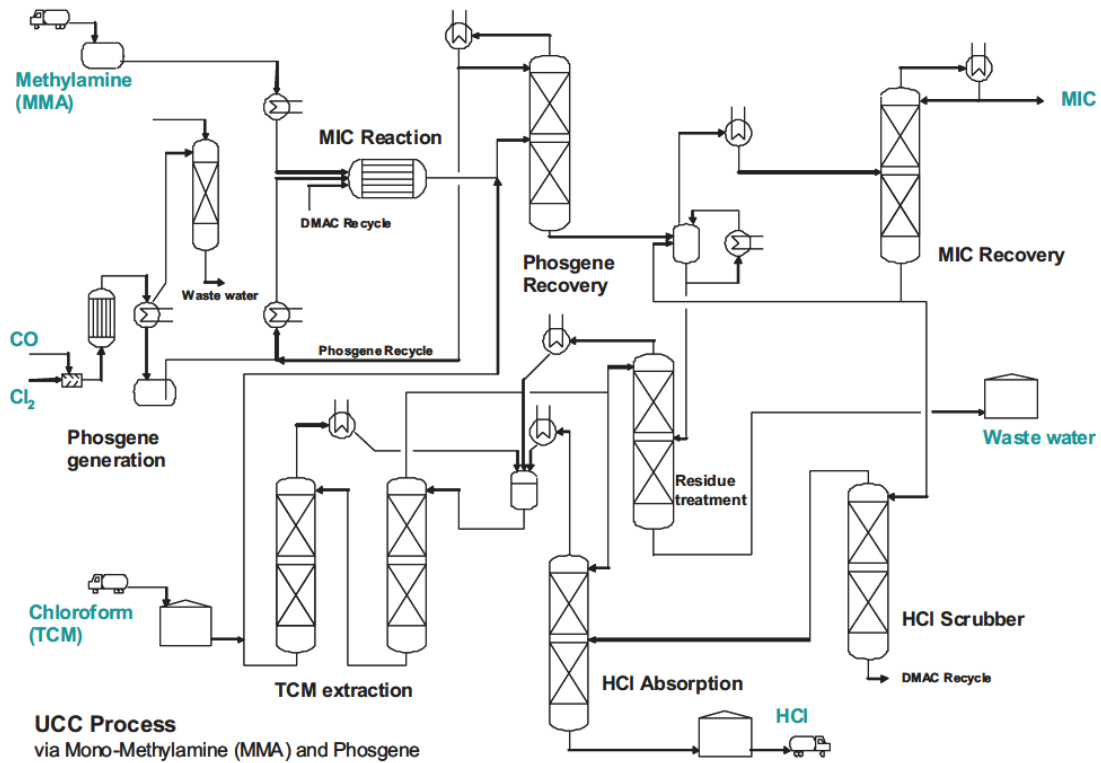 Methylamine
(MMA)
MIC Reaction
MIC
DMAC Recycle
Phosgene
Recovery
MIC Recovery
Waste water
CO
Cl2
Phosgene Recycle
Phosgene
generation
Waste water
Residue
treatment
Chloroform
(TCM)
HCl Scrubber
TCM extraction
HCl Absorption
DMAC Recycle
HCl
UCC Process
via Mono-Methylamine (MMA) and Phosgene